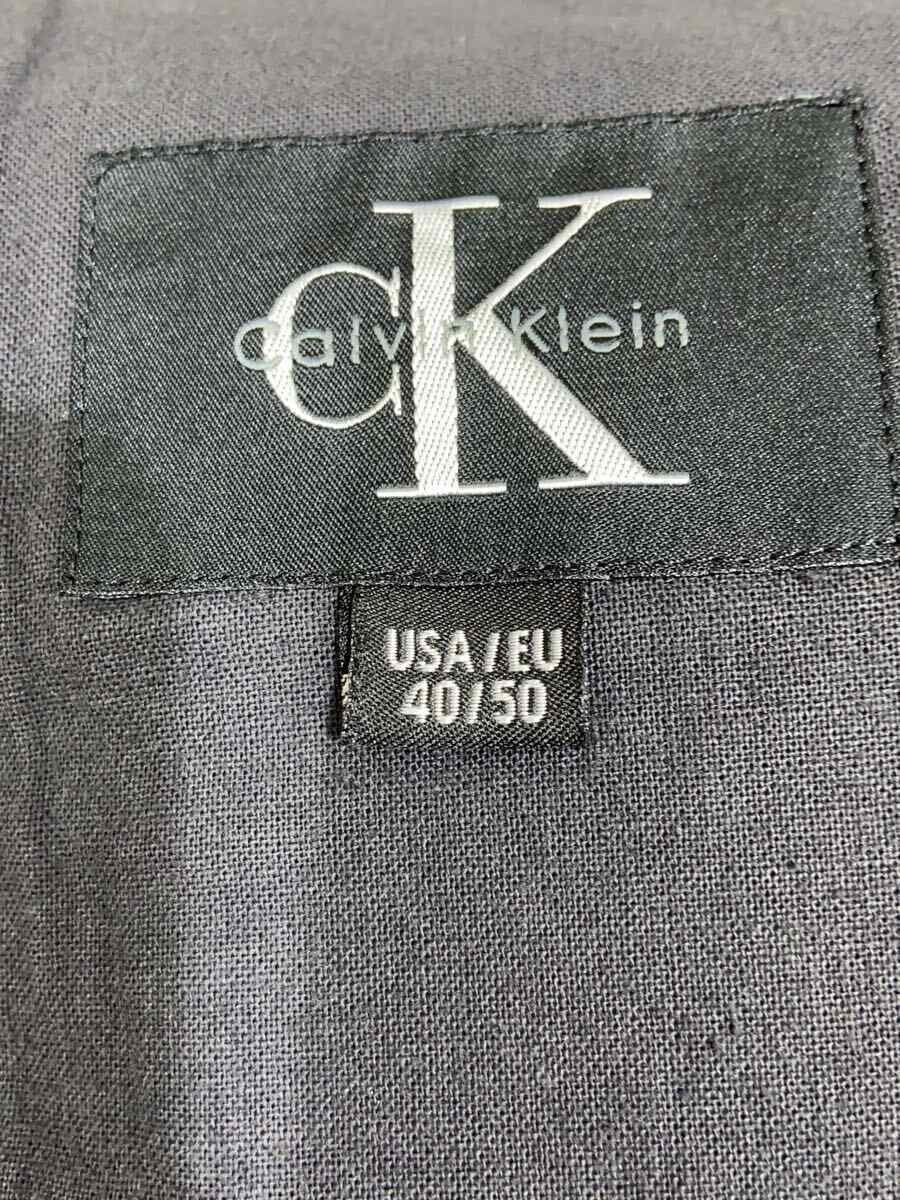 CK
Calvin Klein
USA / EU
40/50